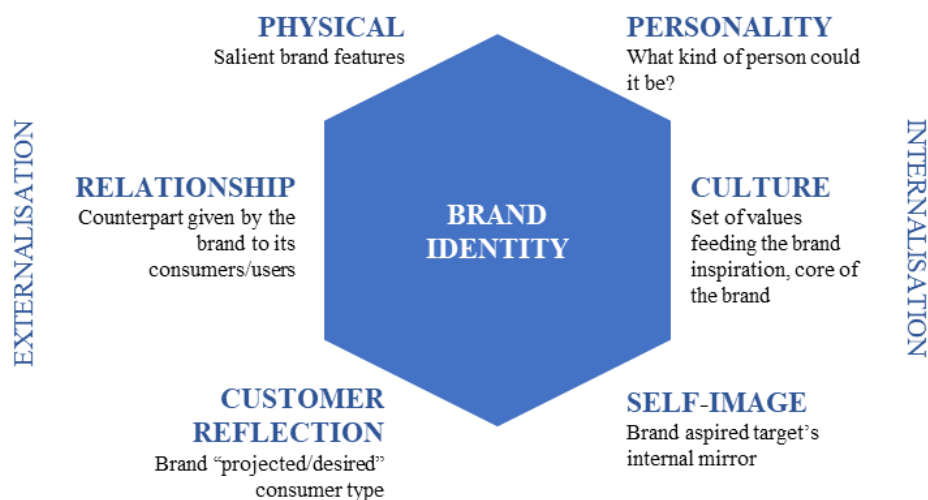 PHYSICAL
Salient brand features
PERSONALITY
What kind of person could
it be?
EXTERNALISATION
RELATIONSHIP
Counterpart given by the
brand to its
consumers/users
BRAND
IDENTITY
CULTURE
Set of values
feeding the brand
inspiration, core of
the brand
INTERNALISATION
CUSTOMER
REFLECTION
Brand “projected/desired”
consumer type
SELF-IMAGE
Brand aspired target’s
internal mirror